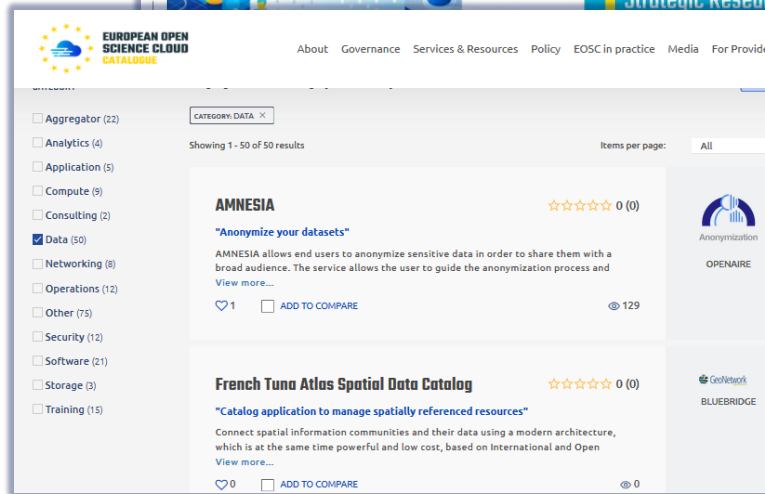 Strategic Resea
EUROPEAN OPEN
SCIENCE CLOUD
CATALOGUE
About Governance Services & Resources Policy EOSC in practice Media For Provide
CATEGORY: DATA ×
Showing 1 - 50 of 50 results Items per page: All
Aggregator (22)
Analytics (4)
Application (5)
Compute (9)
Consulting (2)
Data (50)
Networking (8)
Operations (12)
Other (75)
Security (12)
Software (21)
Storage (3)
Training (15)
AMNESIA 0 (0)
"Anonymize your datasets"
AMNESIA allows end users to anonymize sensitive data in order to share them with a
broad audience. The service allows the user to guide the anonymization process and
View more...
1 ADD TO COMPARE 129
Anonymization
OPENAIRE
French Tuna Atlas Spatial Data Catalog 0 (0)
"Catalog application to manage spatially referenced resources"
Connect spatial information communities and their data using a modern architecture,
which is at the same time powerful and low cost, based on International and Open
View more...
0 ADD TO COMPARE 0
GeoNetwork
BLUEBRIDGE